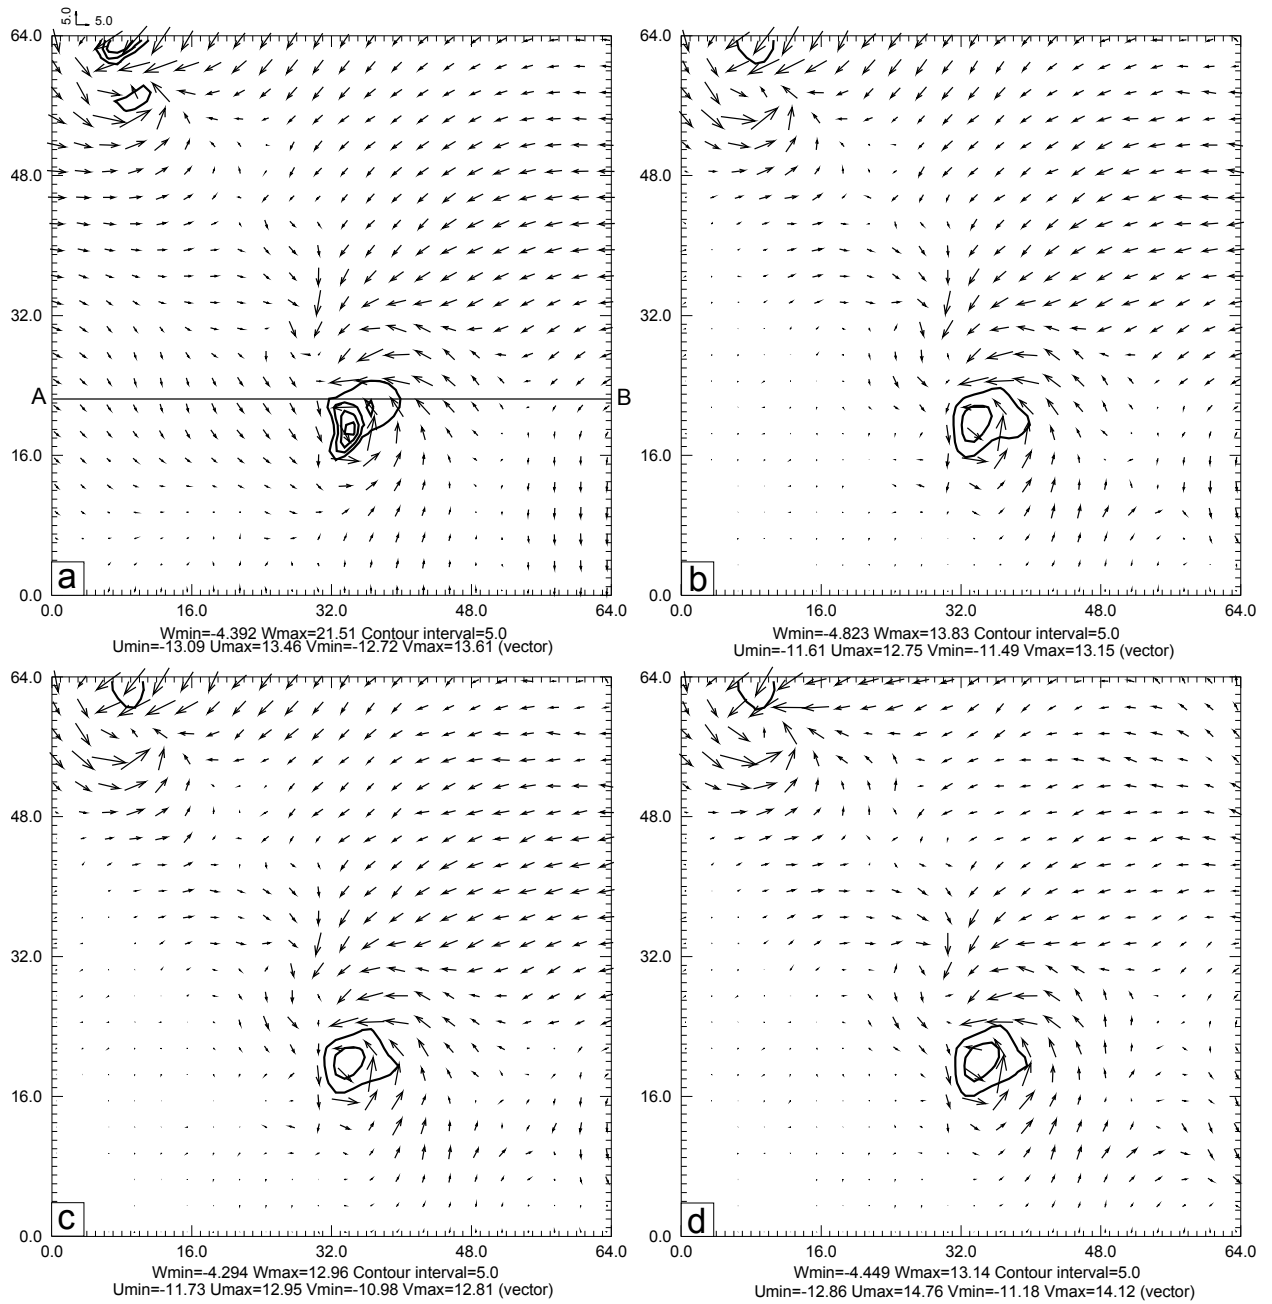 5.0
5.0
64.0
48.0
32.0
16.0
0.0
A
B
a
0.0 16.0 32.0 48.0 64.0
Wmin=-4.392 Wmax=21.51 Contour interval=5.0
Umin=-13.09 Umax=13.46 Vmin=-12.72 Vmax=13.61 (vector)
64.0
48.0
32.0
16.0
0.0
b
0.0 16.0 32.0 48.0 64.0
Wmin=-4.823 Wmax=13.83 Contour interval=5.0
Umin=-11.61 Umax=12.75 Vmin=-11.49 Vmax=13.15 (vector)
64.0
48.0
32.0
16.0
0.0
c
0.0 16.0 32.0 48.0 64.0
Wmin=-4.294 Wmax=12.96 Contour interval=5.0
Umin=-11.73 Umax=12.95 Vmin=-10.98 Vmax=12.81 (vector)
64.0
48.0
32.0
16.0
0.0
d
0.0 16.0 32.0 48.0 64.0
Wmin=-4.449 Wmax=13.14 Contour interval=5.0
Umin=-12.86 Umax=14.76 Vmin=-11.18 Vmax=14.12 (vector)